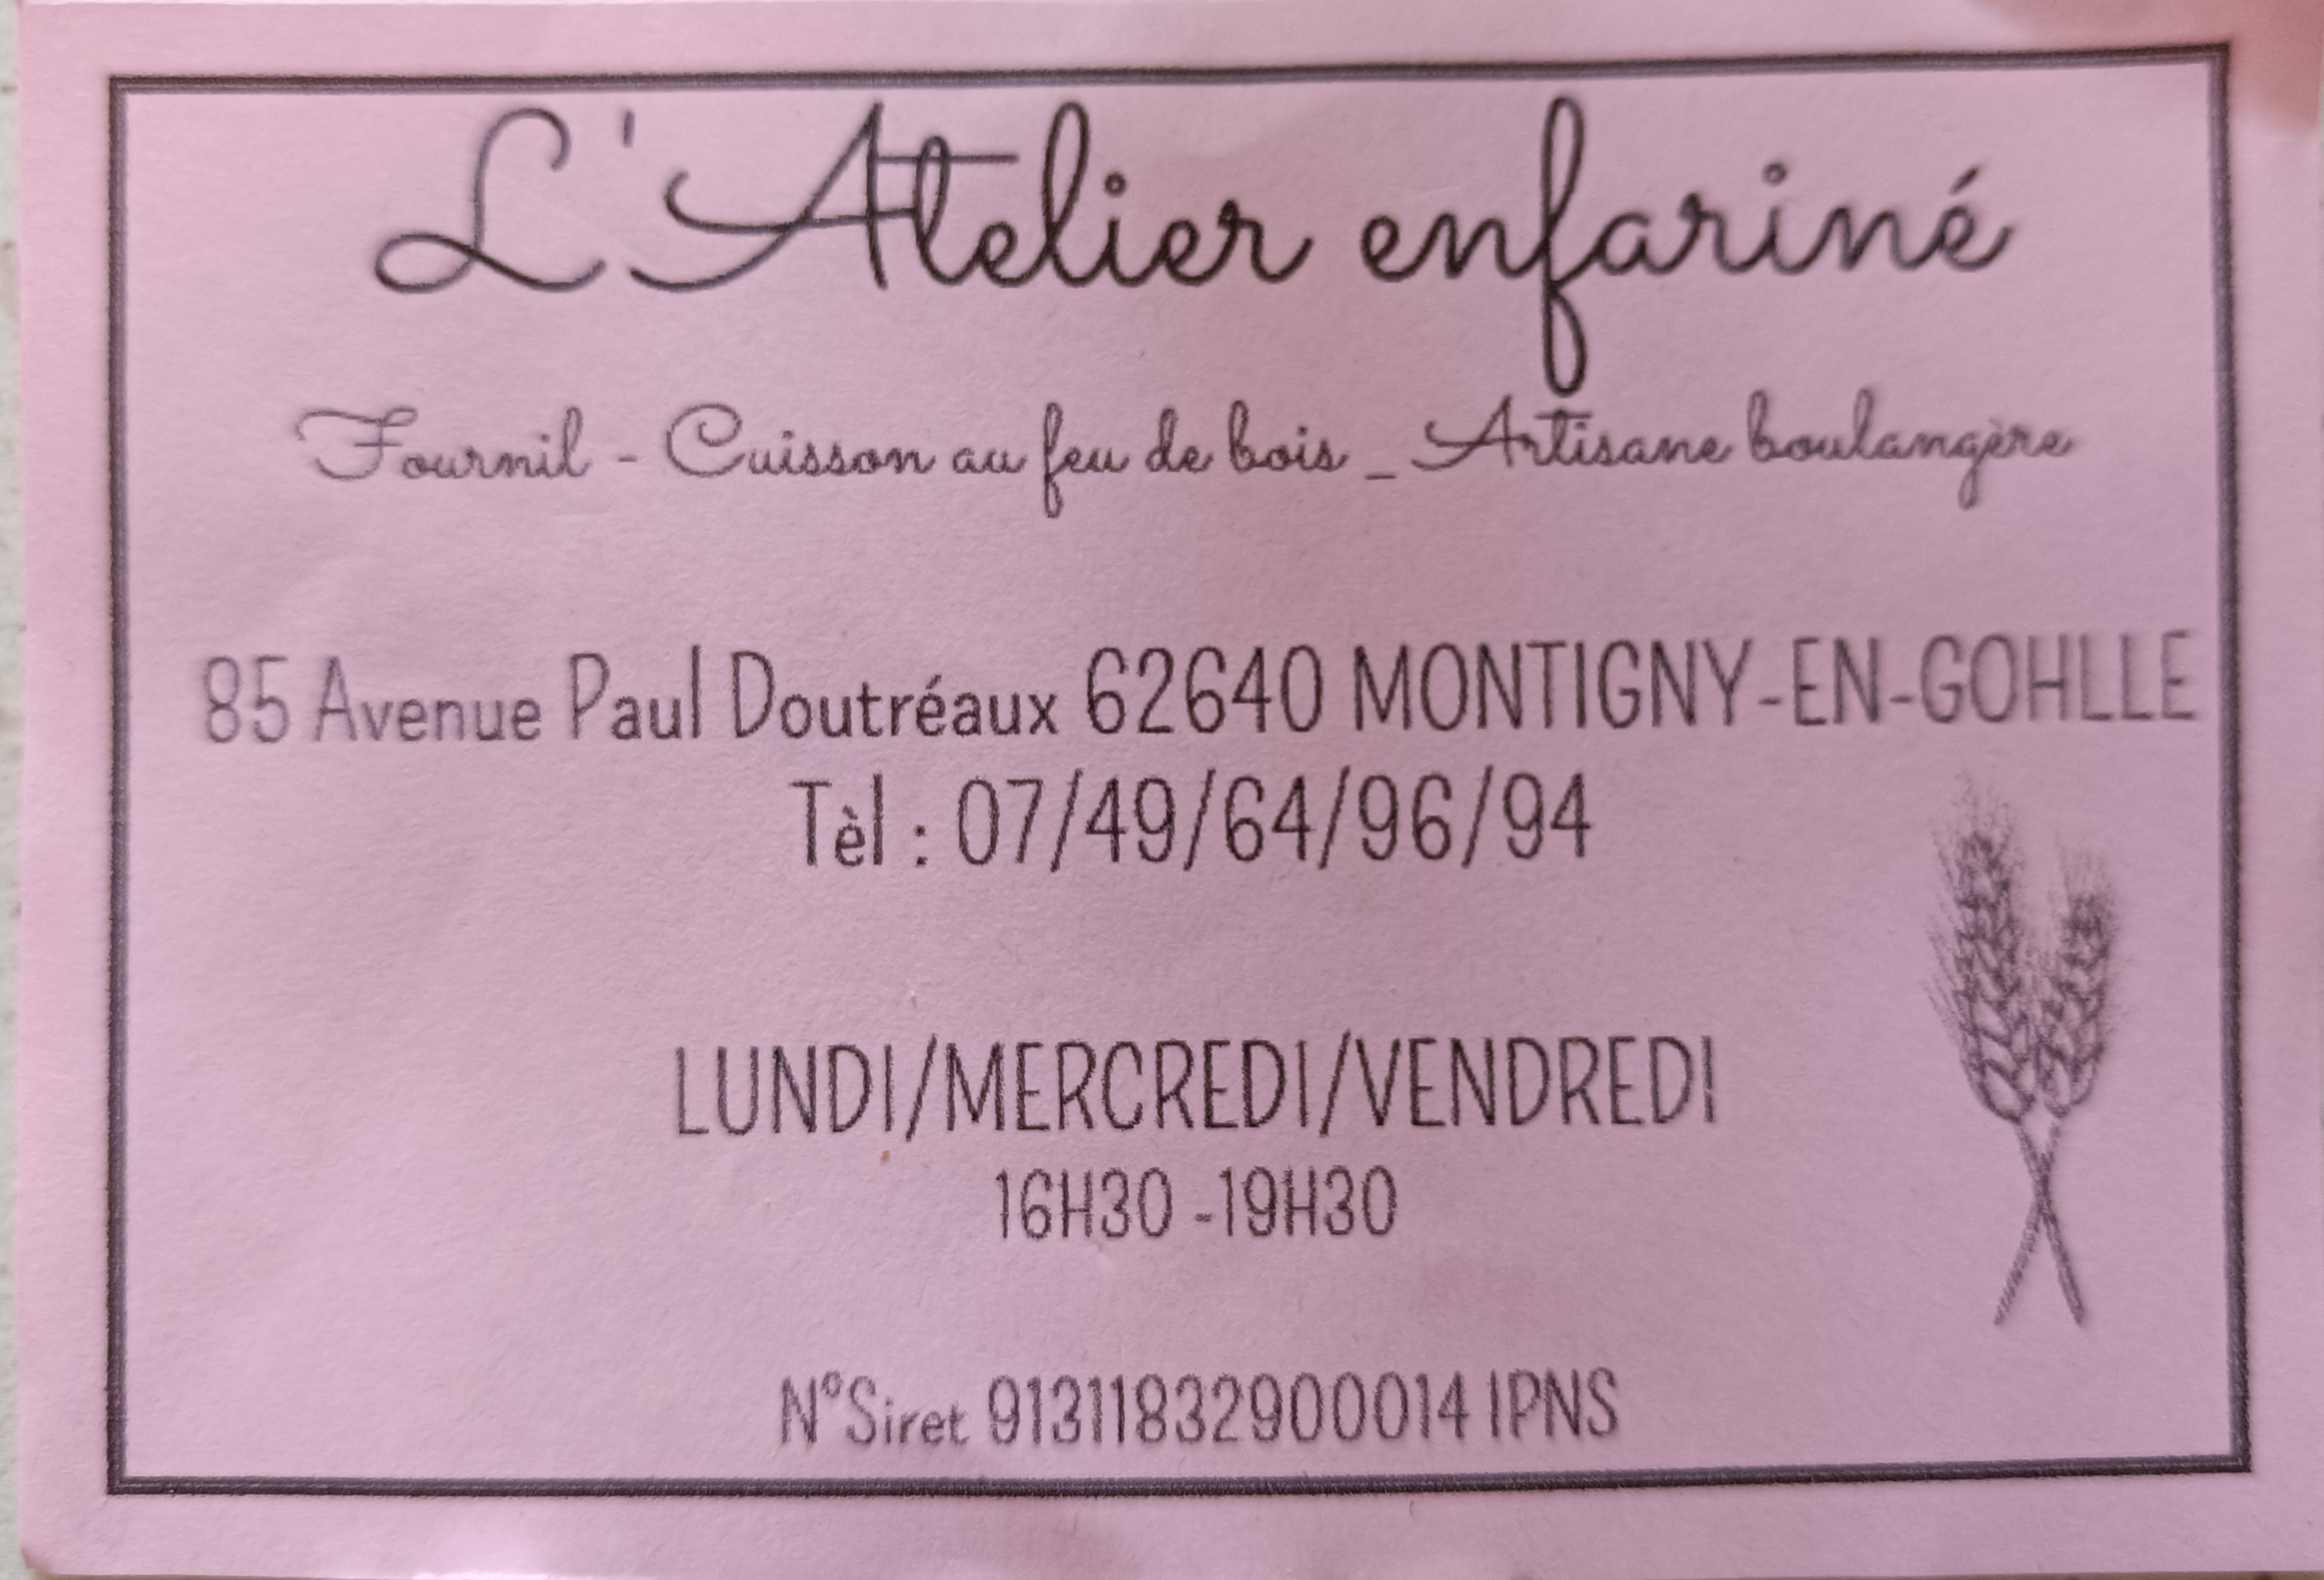 L'Atelier enfariné
Fournil - Cuisson au feu de bois _ Artisane boulangère
85 Avenue Paul Doutréaux 62640 MONTIGNY-EN-GOHLLE
Tèl : 07/49/64/96/94
LUNDI/MERCREDI/VENDREDI
16H30 -19H30
N°Siret 91311832900014 IPNS